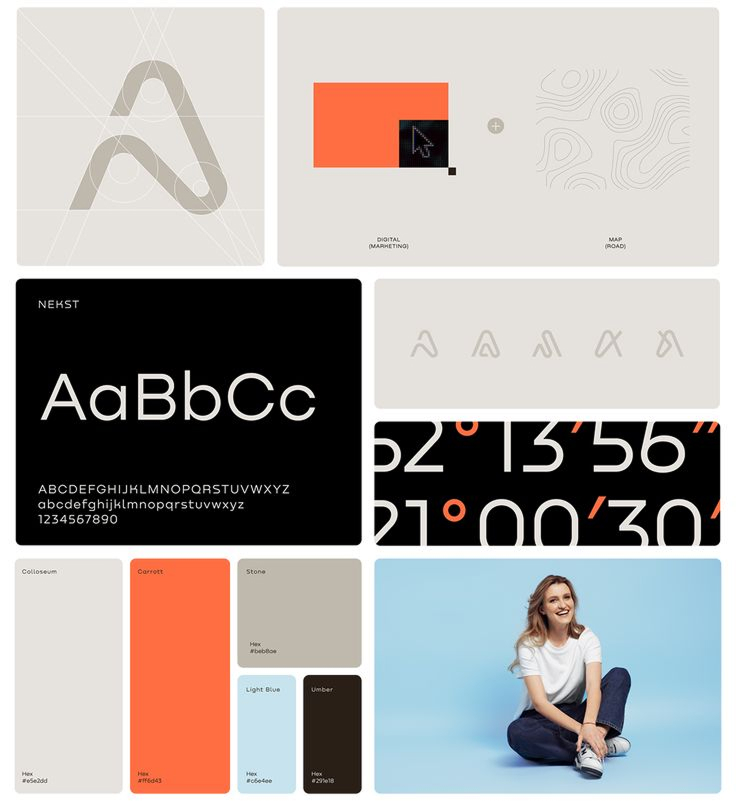 DIGITAL
(MARKETING)
MAP
(ROAD)
NEKST
AaBbCc
ABCDEFGHIJKLMNOPQRSTUVWXYZ
abcdefghijklmnopqrstuvwxyz
1234567890
52°13′56″
21°00′30′
Colloseum
Hex
#e5e2dd
Carrott
Hex
#ff6d43
Stone
Hex
#beb8ae
Light Blue
Hex
#c6e4ee
Umber
Hex
#291e18